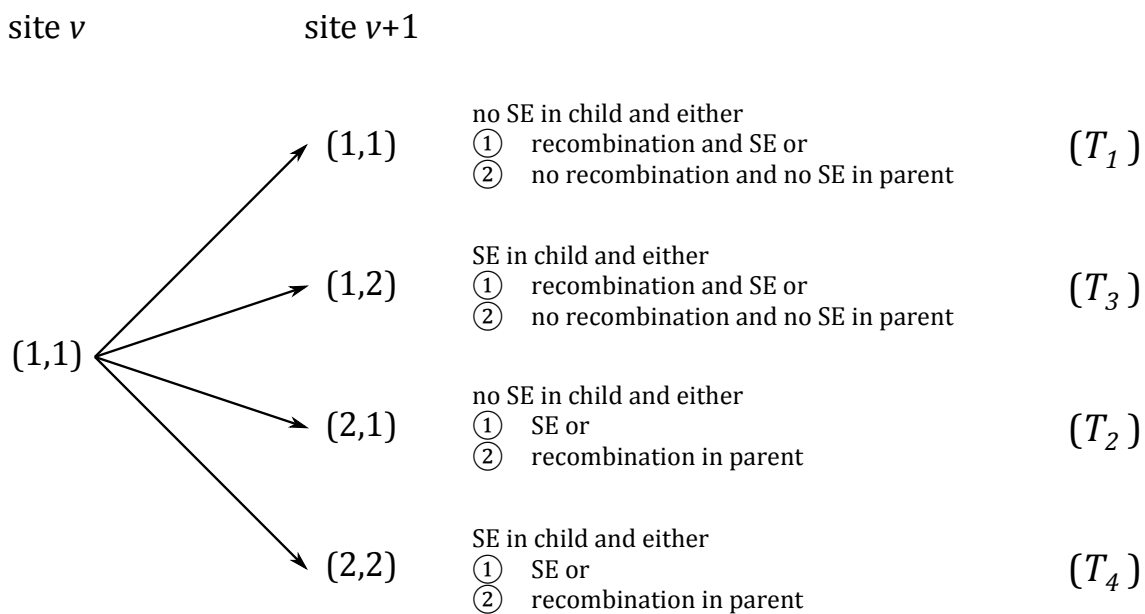 site v site v+1
(1,1) no SE in child and either
① recombination and SE or (T₁)
② no recombination and no SE in parent
(1,2) SE in child and either
① recombination and SE or (T₃)
② no recombination and no SE in parent
(1,1)
(2,1) no SE in child and either
① SE or (T₂)
② recombination in parent
(2,2) SE in child and either
① SE or (T₄)
② recombination in parent